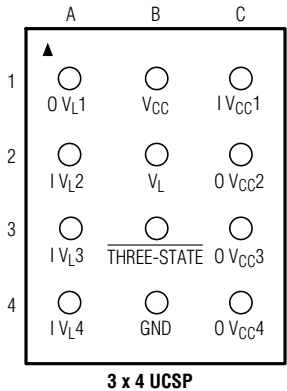 A B C
1
O VL1 VCC I VCC1
2
I VL2 VL O VCC2
3
I VL3 THREE-STATE O VCC3
4
I VL4 GND O VCC4
3 x 4 UCSP